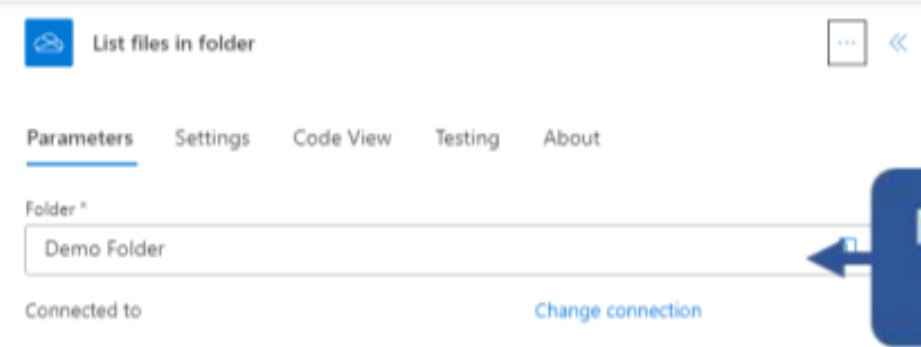 List files in folder
Parameters Settings Code View Testing About
Folder *
Demo Folder
Connected to Change connection